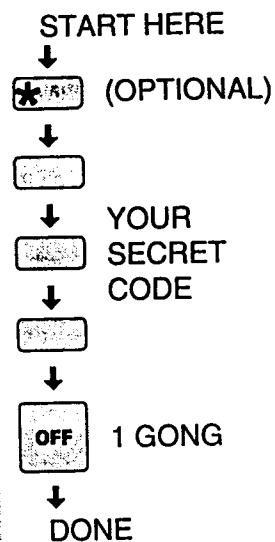 START HERE
* (OPTIONAL)
YOUR
SECRET
CODE
OFF 1 GONG
DONE